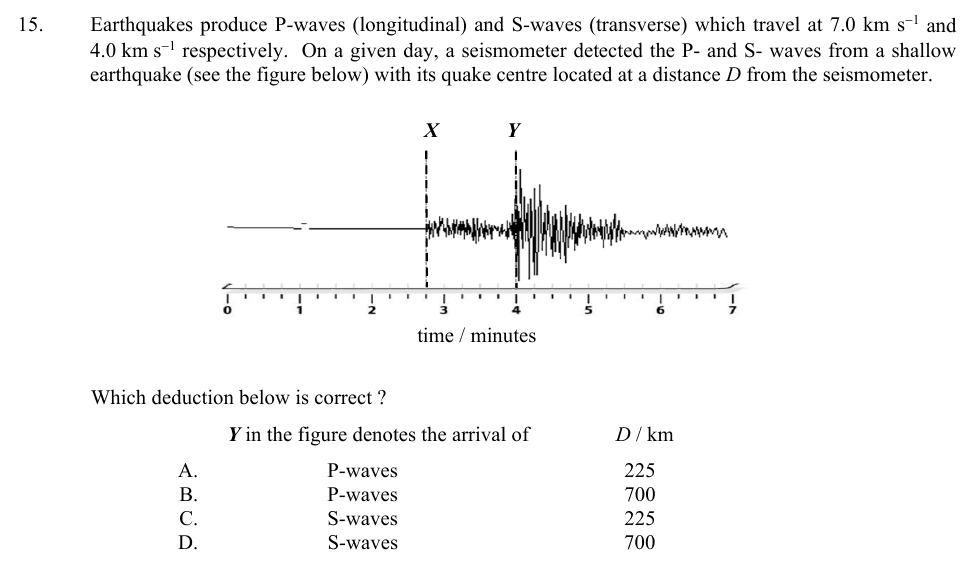 15. Earthquakes produce P-waves (longitudinal) and S-waves (transverse) which travel at 7.0 km s⁻¹ and
4.0 km s⁻¹ respectively. On a given day, a seismometer detected the P- and S- waves from a shallow
earthquake (see the figure below) with its quake centre located at a distance D from the seismometer.
X Y
0 1 2 3 4 5 6 7
time / minutes
Which deduction below is correct ?
Y in the figure denotes the arrival of D / km
A. P-waves 225
B. P-waves 700
C. S-waves 225
D. S-waves 700